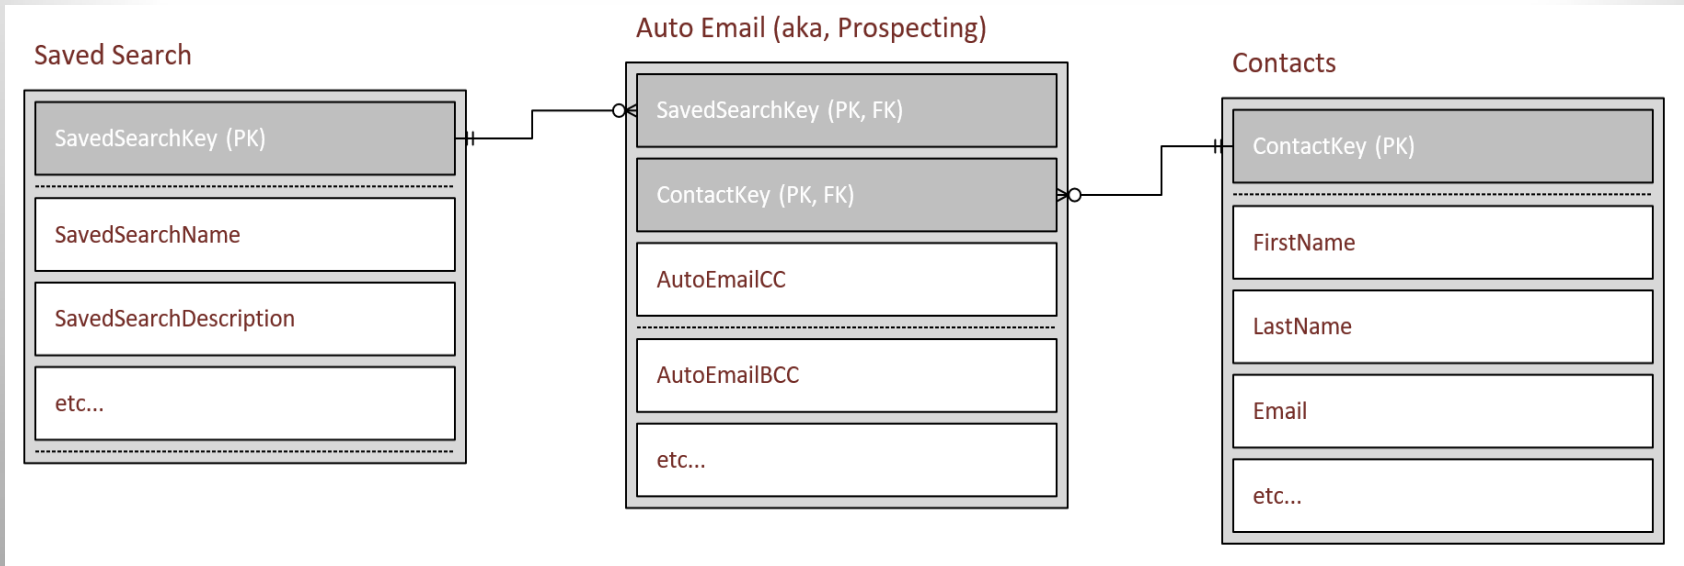 Saved Search
SavedSearchKey (PK)
SavedSearchName
SavedSearchDescription
etc...
Auto Email (aka, Prospecting)
SavedSearchKey (PK, FK)
ContactKey (PK, FK)
AutoEmailCC
AutoEmailBCC
etc...
Contacts
ContactKey (PK)
FirstName
LastName
Email
etc...